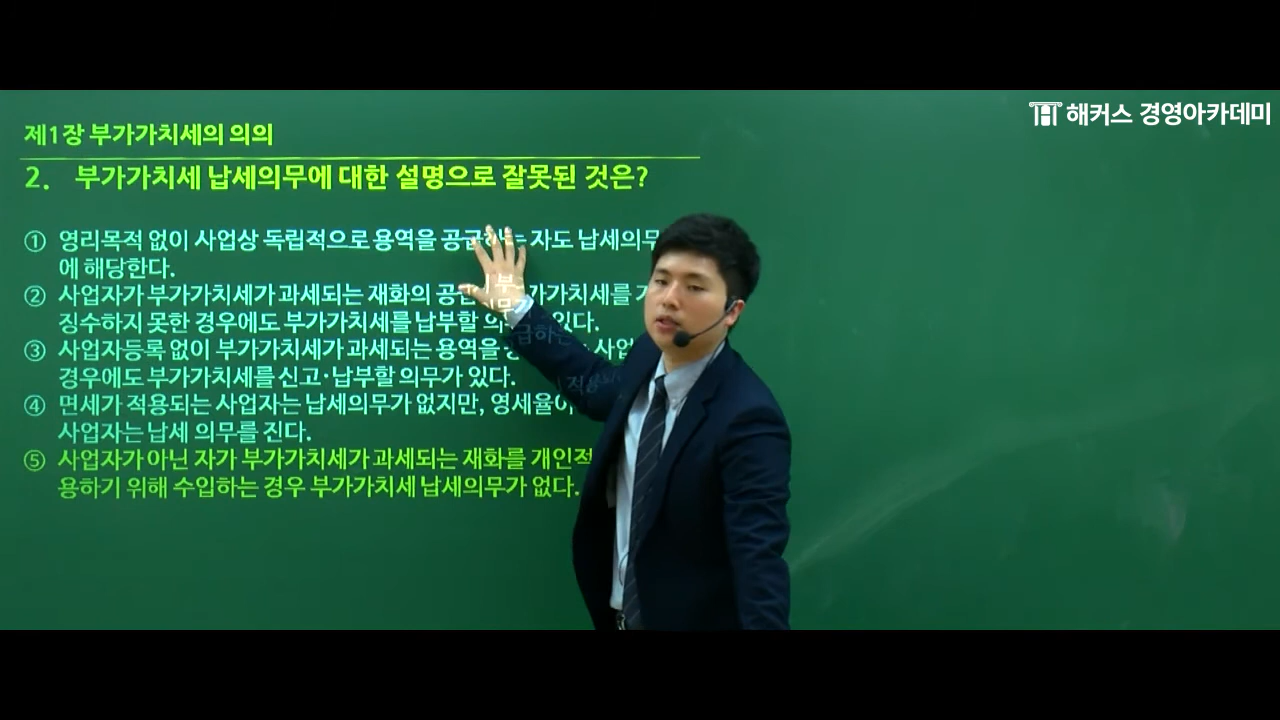 해커스 경영아카데미
제1장 부가가치세의 의의
2. 부가가치세 납세의무에 대한 설명으로 잘못된 것은?
① 영리목적 없이 사업상 독립적으로 용역을 공급하는 자도 납세의무
에 해당한다.
② 사업자가 부가가치세가 과세되는 재화의 부가가치세를
징수하지 못한 경우에도 부가가치세를 납부할 있다.
③ 사업자등록 없이 부가가치세가 과세되는 용역을
경우에도 부가가치세를 신고·납부할 의무가 있다.
④ 면세가 적용되는 사업자는 납세의무가 없지만,
사업자는 납세 의무를 진다.
⑤ 사업자가 아닌 자가 부가가치세가 과세되는 재화를
용하기 위해 수입하는 경우 부가가치세 납세의무가 없다.